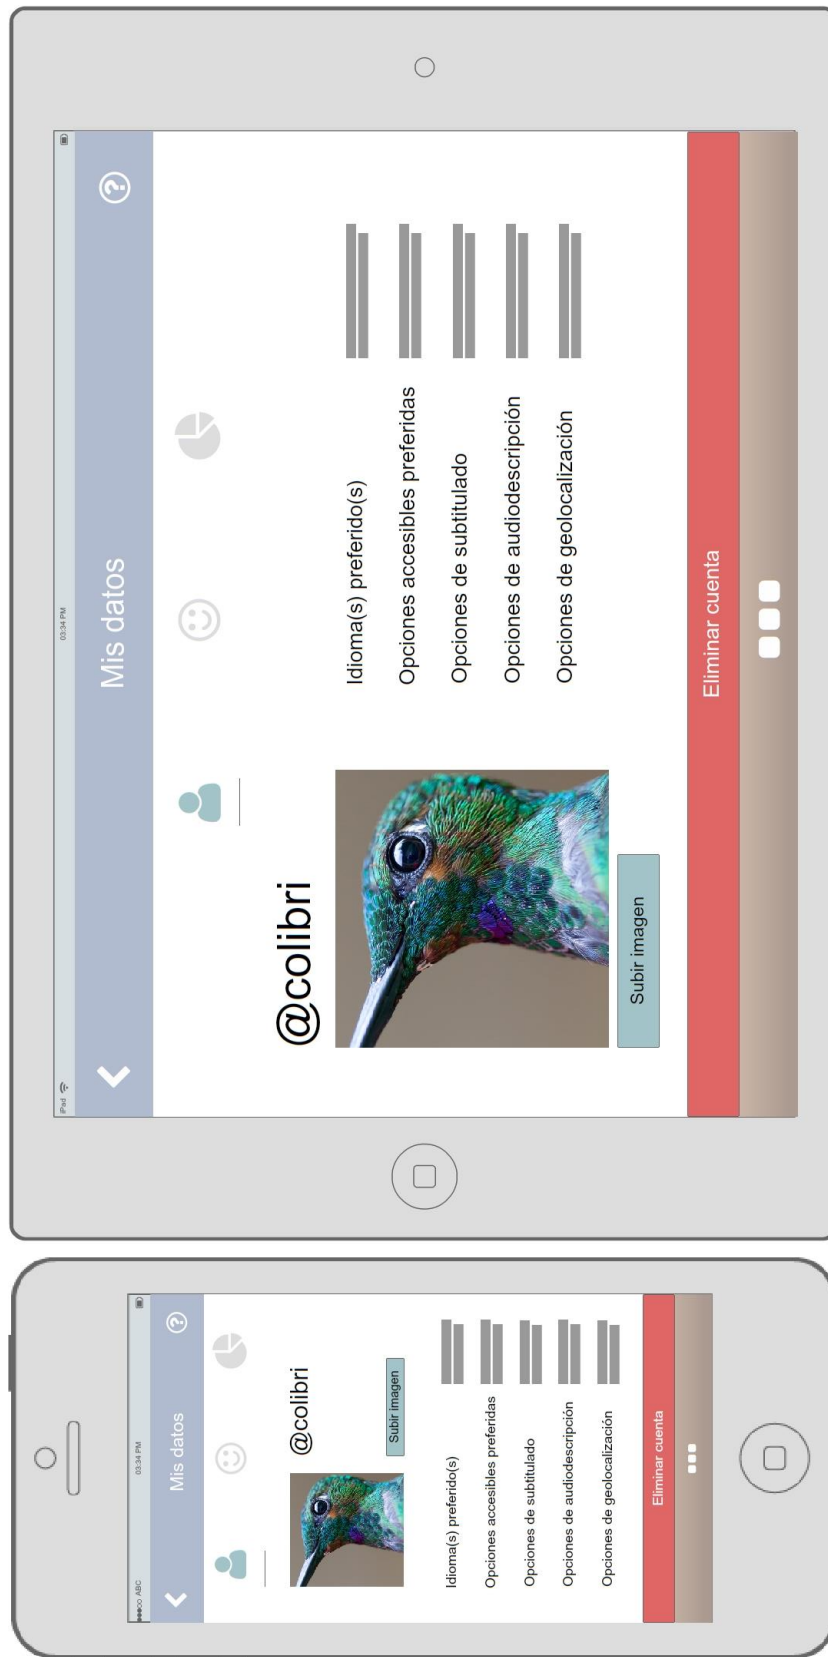 ●●●○○ ABC
03:34 PM
Mis datos
@colibri
Subir imagen
Idioma(s) preferido(s)
Opciones accesibles preferidas
Opciones de subtitulado
Opciones de audiodescripción
Opciones de geolocalización
Eliminar cuenta
iPad
03:34 PM
Mis datos
@colibri
Idioma(s) preferido(s)
Opciones accesibles preferidas
Opciones de subtitulado
Opciones de audiodescripción
Opciones de geolocalización
Subir imagen
Eliminar cuenta